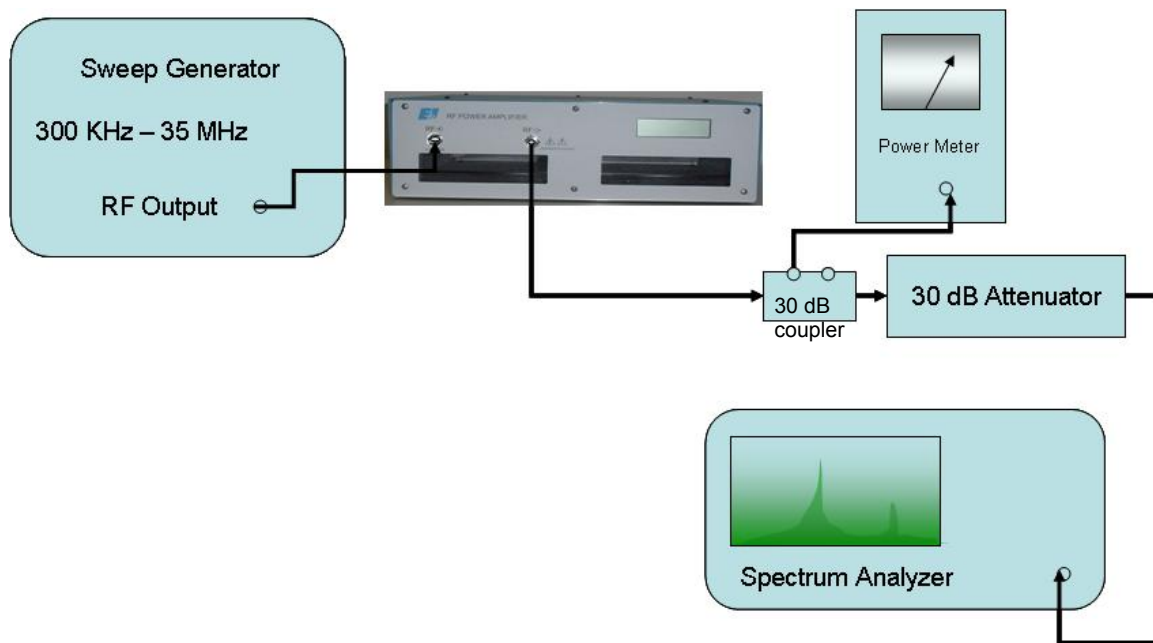 Sweep Generator
300 KHz – 35 MHz
RF Output
E&I RF POWER AMPLIFIER
Power Meter
30 dB
coupler
30 dB Attenuator
Spectrum Analyzer